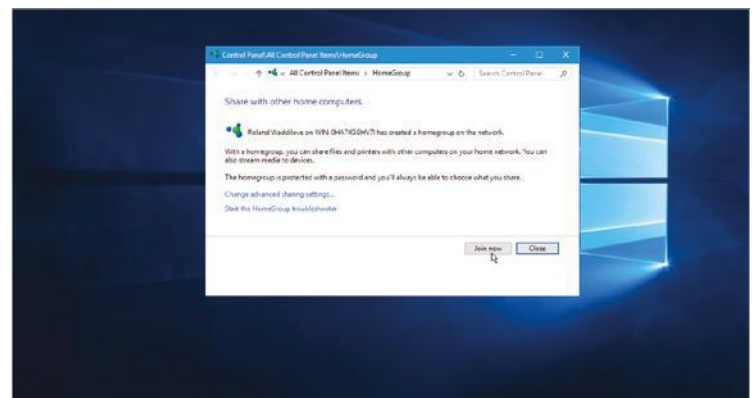 Control Panel\All Control Panel Items\HomeGroup
« All Control Panel Items › HomeGroup
Search Control Panel
Share with other home computers
Roland Waddilove on has created a homegroup on the network.
With a homegroup, you can share files and printers with other computers on your home network. You can
also stream media to devices.
The homegroup is protected with a password and you'll always be able to choose what you share.
Change advanced sharing settings...
Start the HomeGroup troubleshooter
Join now
Close